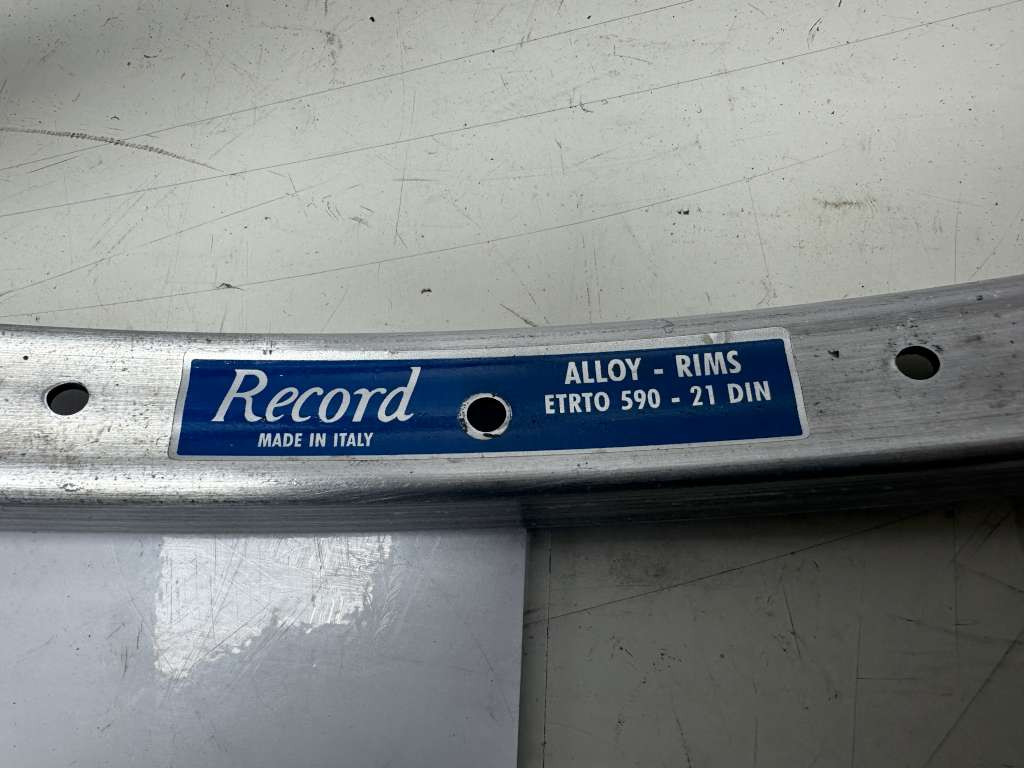 Record
MADE IN ITALY
ALLOY - RIMS
ETRTO 590 - 21 DIN